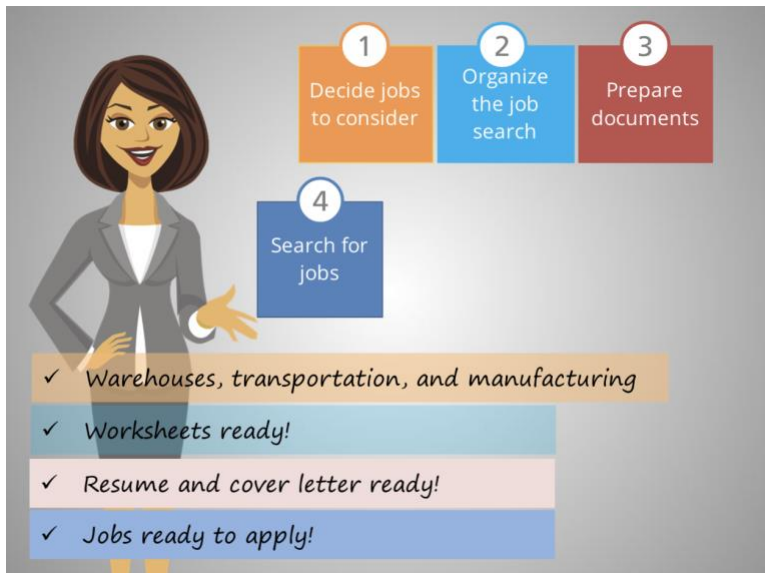 1
Decide jobs
to consider
2
Organize
the job
search
3
Prepare
documents
4
Search for
jobs
✓ Warehouses, transportation, and manufacturing
✓ Worksheets ready!
✓ Resume and cover letter ready!
✓ Jobs ready to apply!